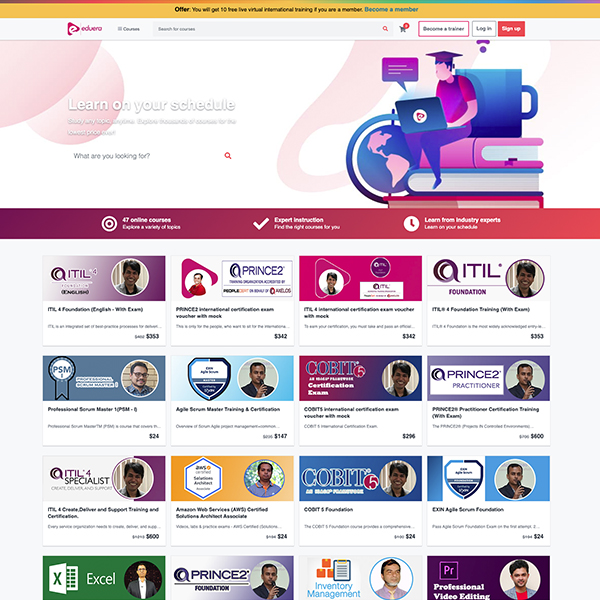 Offer: You will get 10 free live virtual international training if you are a member. Become a member
eduera
Courses
Search for courses
Become a trainer
Log in
Sign up
Learn on your schedule
Study any topic, anytime. Explore thousands of courses for the
lowest price ever!
What are you looking for?
47 online courses
Explore a variety of topics
Expert instruction
Find the right courses for you
Learn from industry experts
Learn on your schedule
ITIL 4
FOUNDATION
(ENGLISH)
PRINCE2
TRAINING ORGANIZATION ACCREDITED BY
PEOPLECERT ON BEHALF OF AXELOS
ITIL
ITIL
FOUNDATION
ITIL 4 Foundation (English - With Exam)
ITIL is an integrated set of best-practice processes for deliver...
$353
PRINCE2 international certification exam
voucher with mock
This is only for the people, who want to sit for the internationa...
$342
ITIL 4 international certification exam voucher
with mock
To earn your certification, you must take and pass an official...
$342
ITIL® 4 Foundation Training (With Exam)
ITIL® 4 Foundation is the most widely acknowledged entry-le...
$353
PSM
I
PROFESSIONAL
SCRUM MASTER I
EXIN
Agile Scrum
MASTER
COBIT 5
AN ISACA FRAMEWORK
Certification
Exam
PRINCE2
PRACTITIONER
Professional Scrum Master 1(PSM - I)
Professional Scrum MasterTM (PSM) is course that covers th...
$24
Agile Scrum Master Training & Certification
Overview of Scrum Agile project management--common...
$147
COBIT5 international certification exam
voucher with mock
COBIT 5 International Certification Exam.
$296
PRINCE2® Practitioner Certification Training
(With Exam)
The PRINCE2® (Projects IN Controlled Environments)...
$600
ITIL 4
SPECIALIST
CREATE, DELIVER AND SUPPORT
aws
certified
Solutions
Architect
Associate
COBIT 5
AN ISACA FRAMEWORK
EXIN
Agile Scrum
FOUNDATION
ITIL 4 Create,Deliver and Support Training and
Certification.
Every service organization needs to create, deliver, and supp...
$600
Amazon Web Services (AWS) Certified
Solutions Architect Associate
Videos, labs & practice exams - AWS Certified (Solutions...
$24
COBIT 5 Foundation
The COBIT 5 Foundation course provides a comprehensive...
$24
EXIN Agile Scrum Foundation
Pass Agile Scrum Foundation Exam on the first attempt: 2...
$24
Excel
PRINCE2
FOUNDATION
Inventory
Management
Pr
Professional
Video Editing